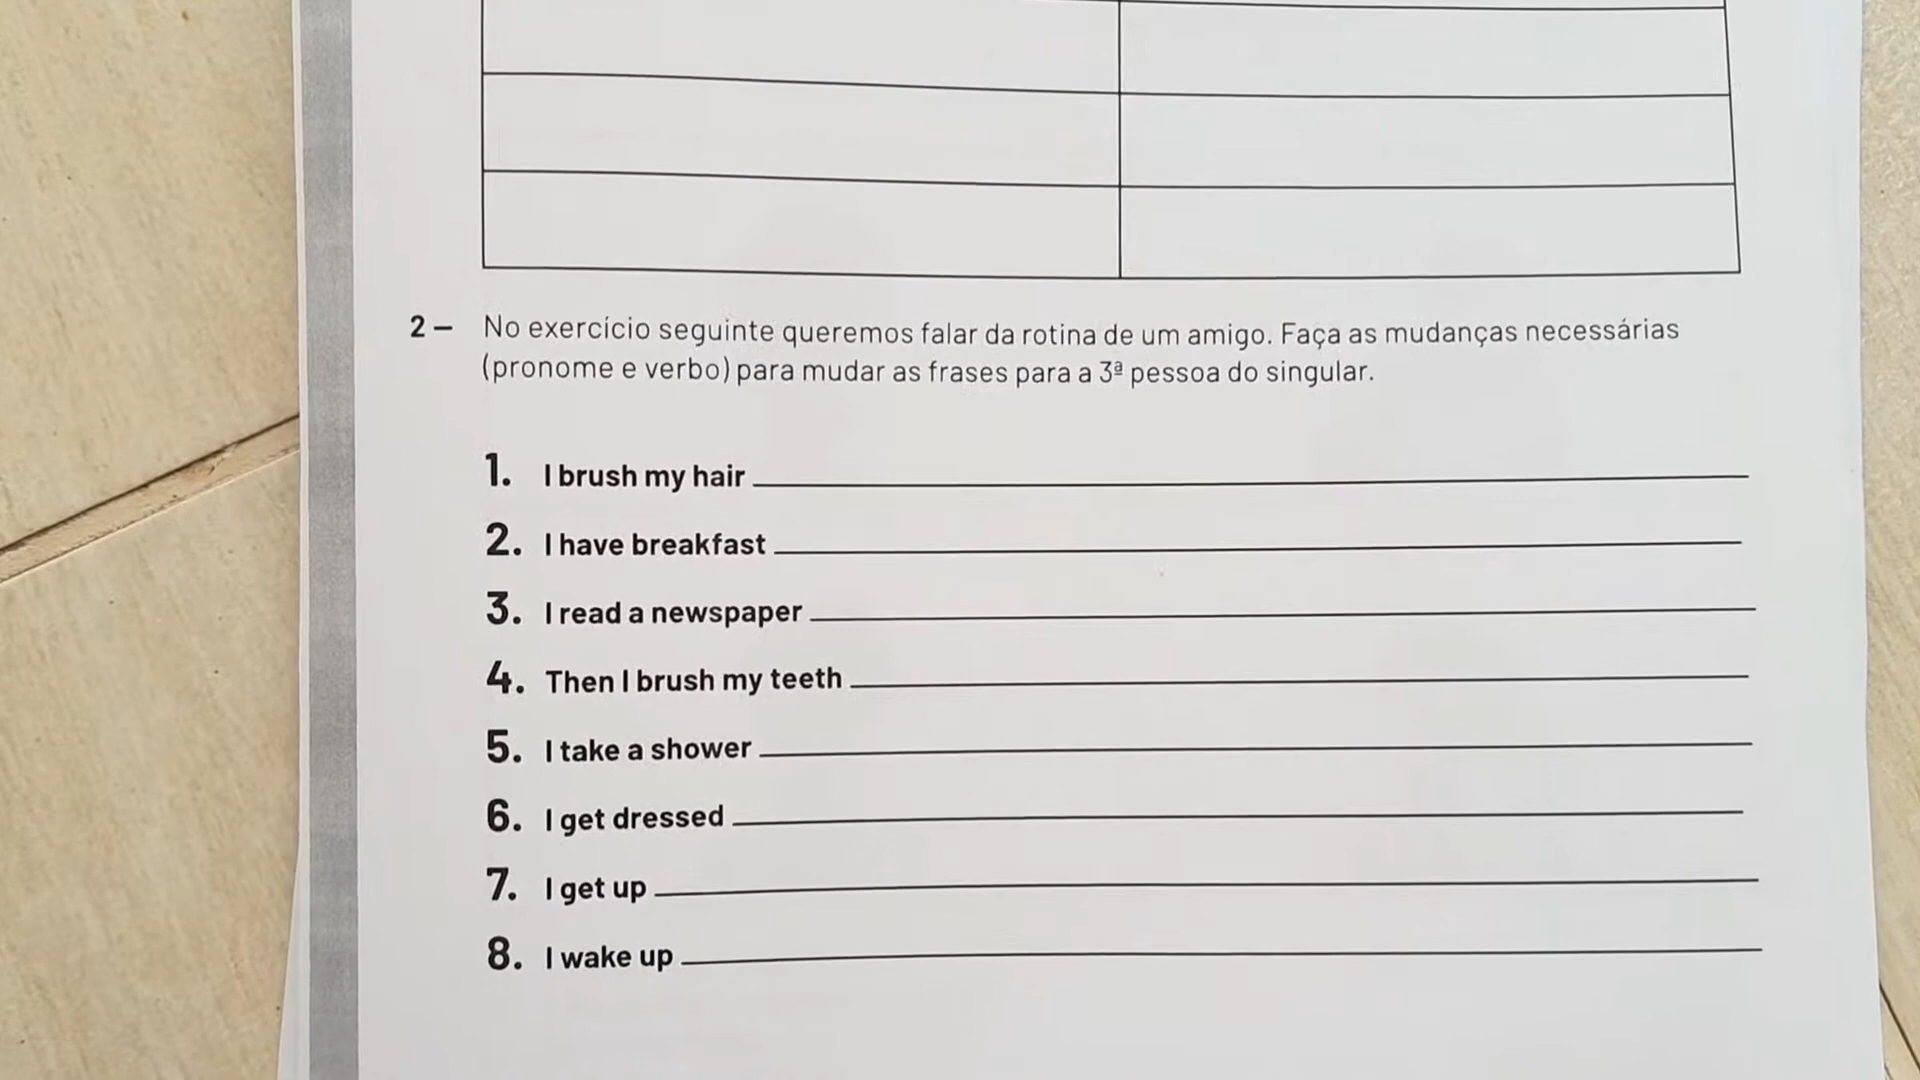 2 — No exercício seguinte queremos falar da rotina de um amigo. Faça as mudanças necessárias
(pronome e verbo) para mudar as frases para a 3ª pessoa do singular.
1. I brush my hair
2. I have breakfast
3. I read a newspaper
4. Then I brush my teeth
5. I take a shower
6. I get dressed
7. I get up
8. I wake up